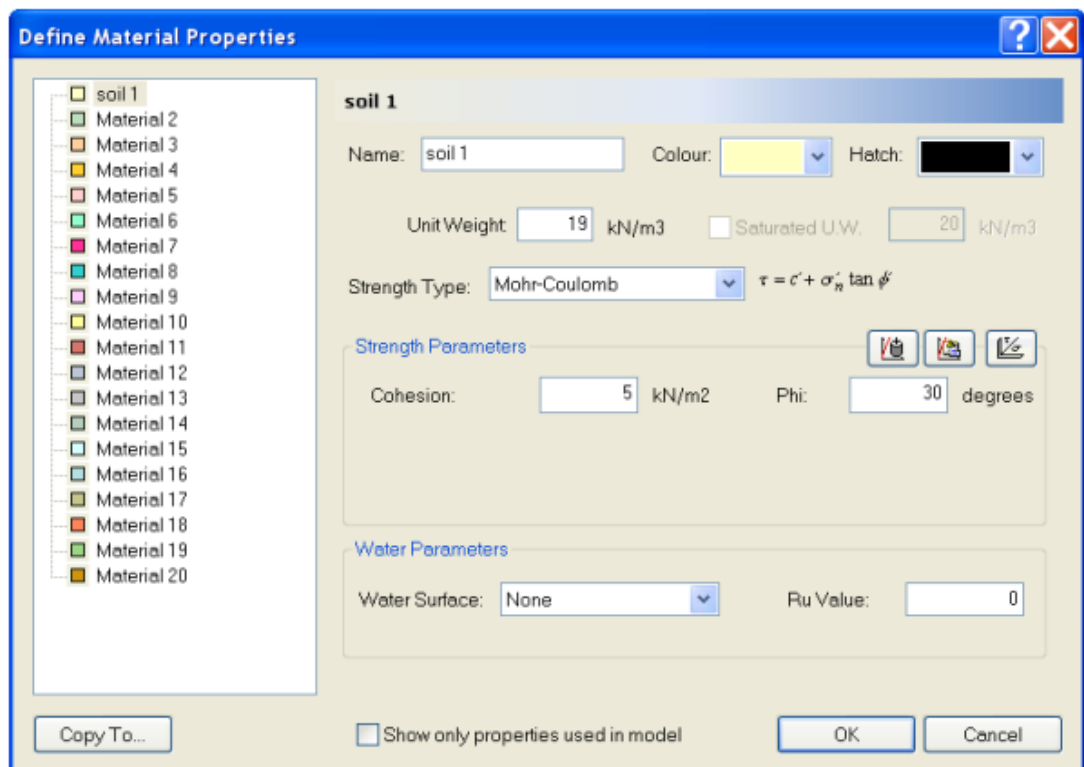 Define Material Properties
soil 1
Material 2
Material 3
Material 4
Material 5
Material 6
Material 7
Material 8
Material 9
Material 10
Material 11
Material 12
Material 13
Material 14
Material 15
Material 16
Material 17
Material 18
Material 19
Material 20
Copy To...
soil 1
Name: soil 1 Colour: Hatch:
Unit Weight: 19 kN/m3 Saturated U.W. 20 kN/m3
Strength Type: Mohr-Coulomb τ = c′ + σ′n tan ϕ′
Strength Parameters
Cohesion: 5 kN/m2 Phi: 30 degrees
Water Parameters
Water Surface: None Ru Value: 0
Show only properties used in model OK Cancel